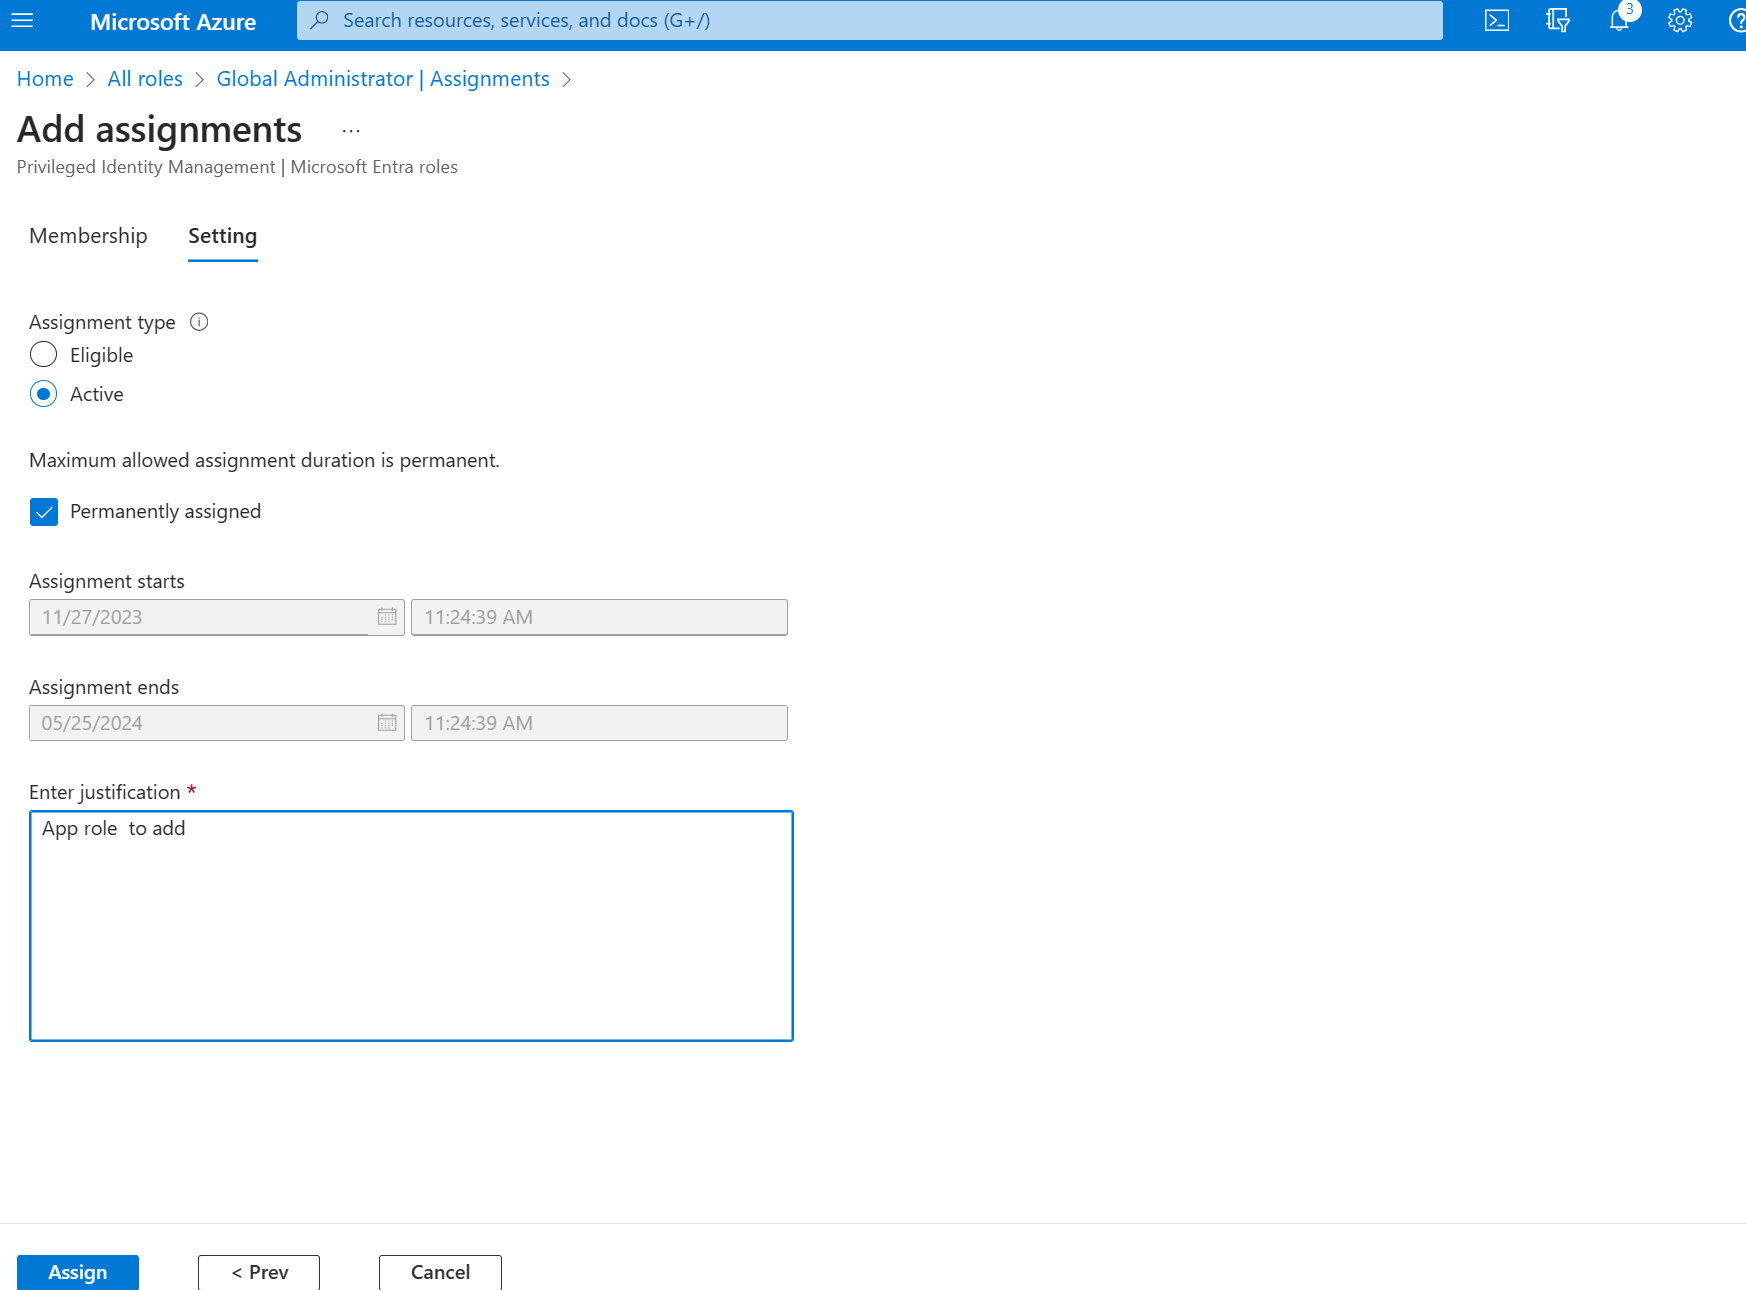 Microsoft Azure
Search resources, services, and docs (G+/)
3
Home > All roles > Global Administrator | Assignments >
Add assignments ...
Privileged Identity Management | Microsoft Entra roles
Membership Setting
Assignment type
Eligible
Active
Maximum allowed assignment duration is permanent.
Permanently assigned
Assignment starts
11/27/2023 11:24:39 AM
Assignment ends
05/25/2024 11:24:39 AM
Enter justification *
App role  to add
Assign < Prev Cancel